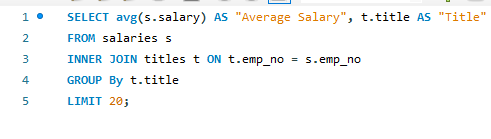 1 SELECT avg(s.salary) AS "Average Salary", t.title AS "Title"
2 FROM salaries s
3 INNER JOIN titles t ON t.emp_no = s.emp_no
4 GROUP By t.title
5 LIMIT 20;